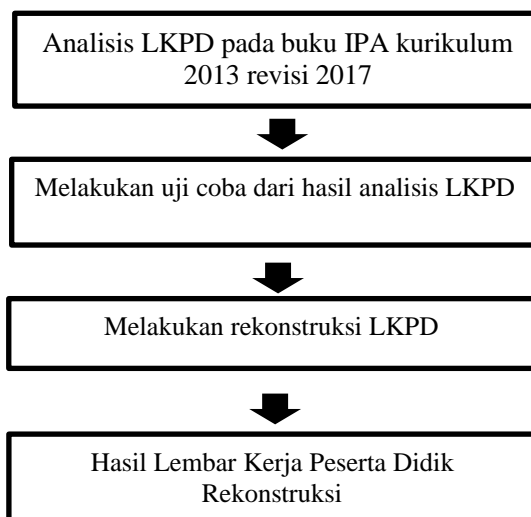 Analisis LKPD pada buku IPA kurikulum
2013 revisi 2017
Melakukan uji coba dari hasil analisis LKPD
Melakukan rekonstruksi LKPD
Hasil Lembar Kerja Peserta Didik
Rekonstruksi